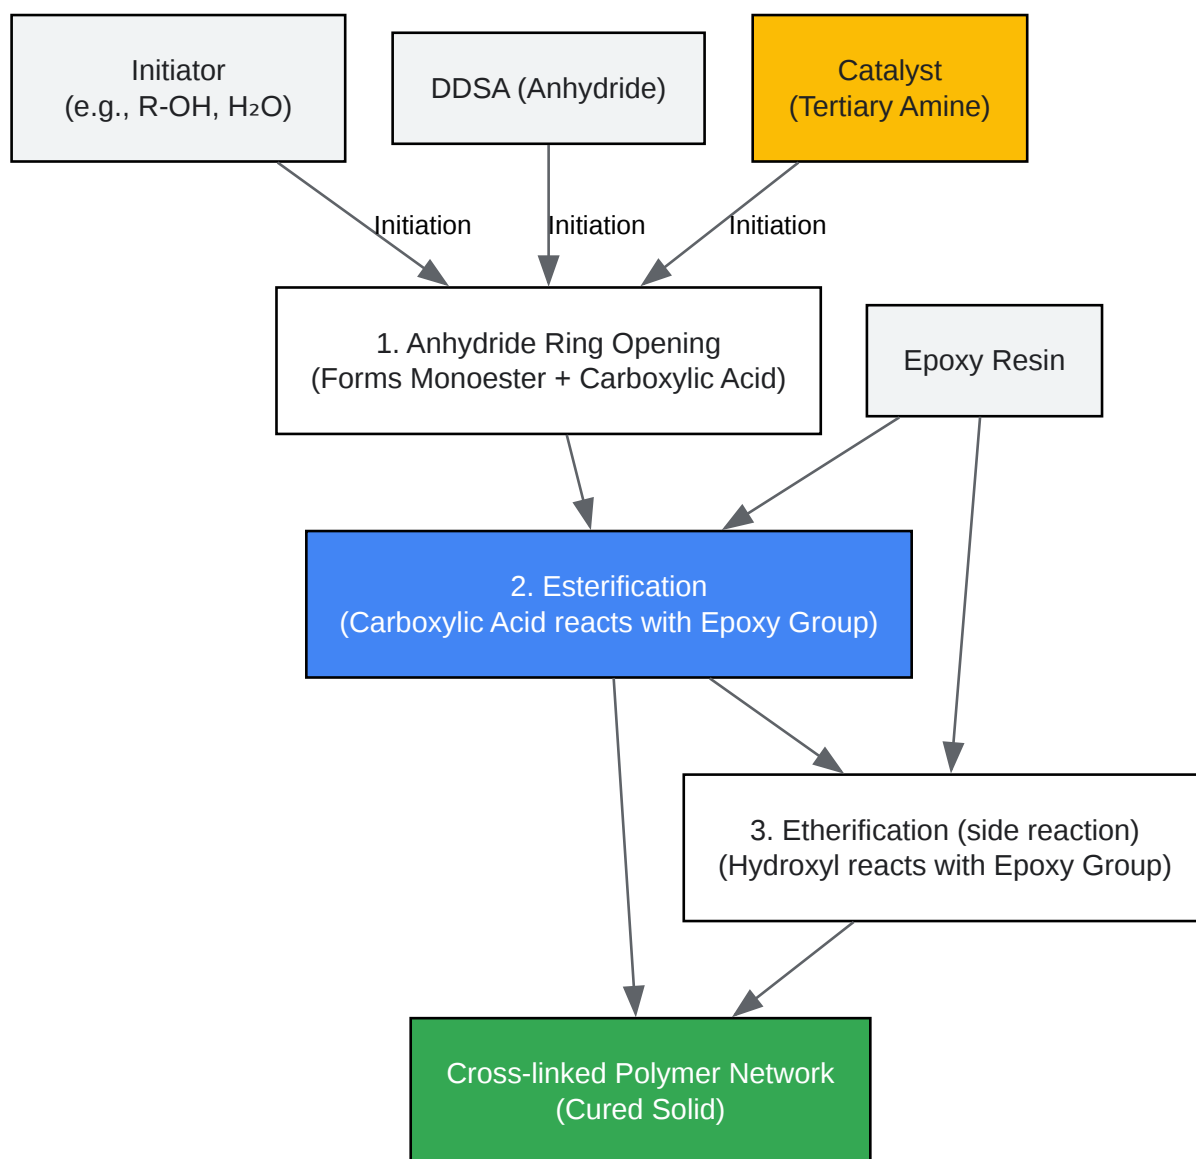 Initiator
(e.g., R-OH, H₂O)
DDSA (Anhydride)
Catalyst
(Tertiary Amine)
Initiation
Initiation
Initiation
1. Anhydride Ring Opening
(Forms Monoester + Carboxylic Acid)
Epoxy Resin
2. Esterification
(Carboxylic Acid reacts with Epoxy Group)
3. Etherification (side reaction)
(Hydroxyl reacts with Epoxy Group)
Cross-linked Polymer Network
(Cured Solid)